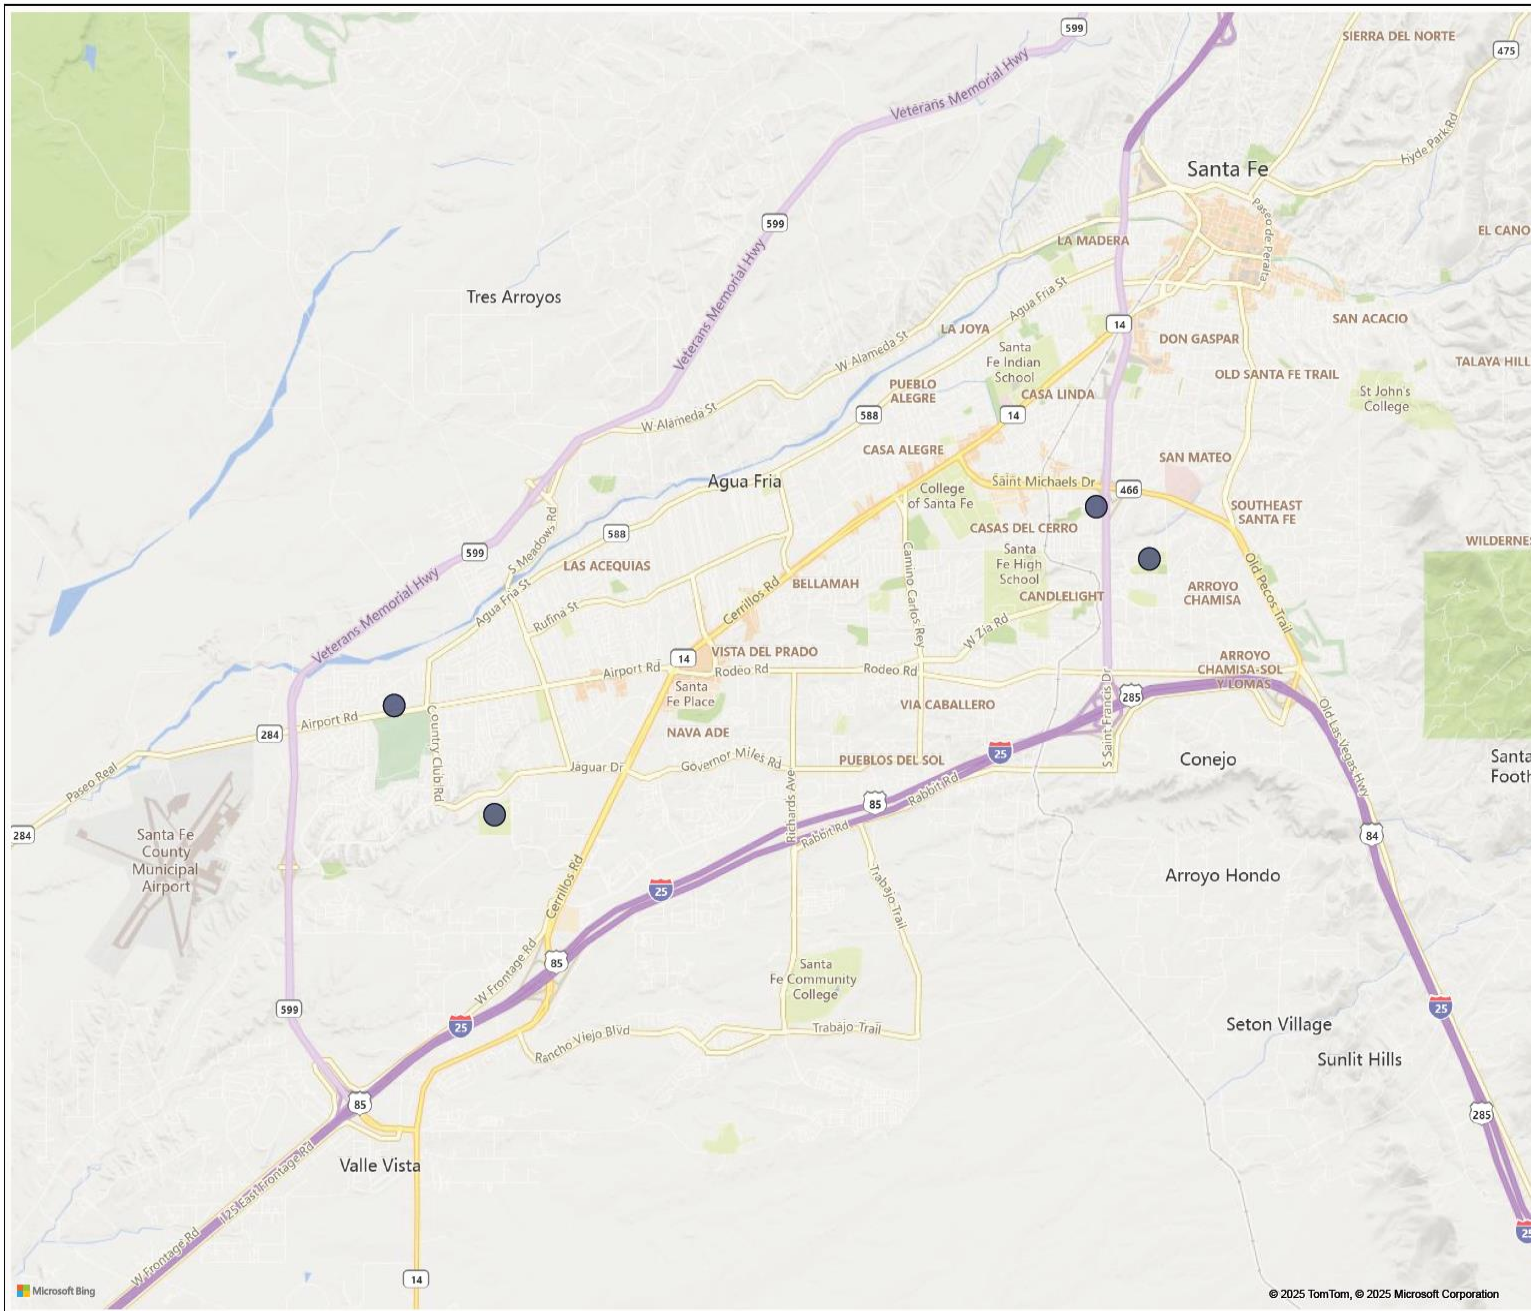 599
SIERRA DEL NORTE
475
Veterans Memorial Hwy
Hyde Park Rd
Santa Fe
Paseo de Peralta
599
EL CANO
LA MADERA
Veterans Memorial Hwy
Tres Arroyos
Agua Fria St
SAN ACACIO
14
LA JOYA
DON GASPAR
W Alameda St
Santa
Fe Indian
School
TALAYA HILL
OLD SANTA FE TRAIL
PUEBLO
ALEGRE
CASA LINDA
St John's
College
W Alameda St
588
14
CASA ALEGRE
SAN MATEO
Agua Fria
Saint Michaels Dr
466
College
of Santa Fe
SOUTHEAST
SANTA FE
CASAS DEL CERRO
S Meadows Rd
588
WILDERNES
599
LAS ACEQUIAS
Santa
Fe High
School
Old Pecos Trail
Veterans Memorial Hwy
Agua Fria St
BELLAMAH
Camino Carlos Rey
CANDLELIGHT
ARROYO
CHAMISA
Rufina St
Cerrillos Rd
W Zia Rd
14
VISTA DEL PRADO
Airport Rd
Rodeo Rd
Rodeo Rd
ARROYO
CHAMISA-SOL
Y LOMAS
Santa
Fe Place
285
S Saint Francis Dr
VIA CABALLERO
Airport Rd
284
Country Club Rd
NAVA ADE
Old Las Vegas Hwy
25
Paseo Real
Jaguar Dr
Governor Miles Rd
PUEBLOS DEL SOL
Conejo
Santa
Footh
Rabbit Rd
85
Richards Ave
Rabbit Rd
284
Santa Fe
County
Municipal
Airport
84
Cerrillos Rd
25
Trabajo Trail
Arroyo Hondo
W Frontage Rd
85
Santa
Fe Community
College
599
25
25
Rancho Viejo Blvd
Trabajo Trail
Seton Village
Sunlit Hills
85
285
Valle Vista
I-25 East Frontage Rd
W Frontage Rd
25
14
Microsoft Bing
© 2025 TomTom, © 2025 Microsoft Corporation